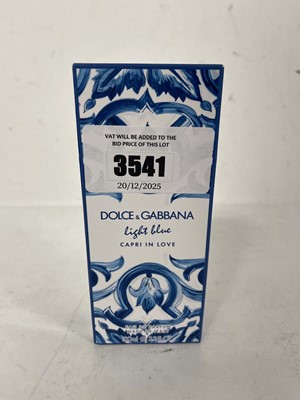 VAT WILL BE ADDED TO THE
BID PRICE OF THIS LOT
3541
20/12/2025
DOLCE & GABBANA
light blue
CAPRI IN LOVE